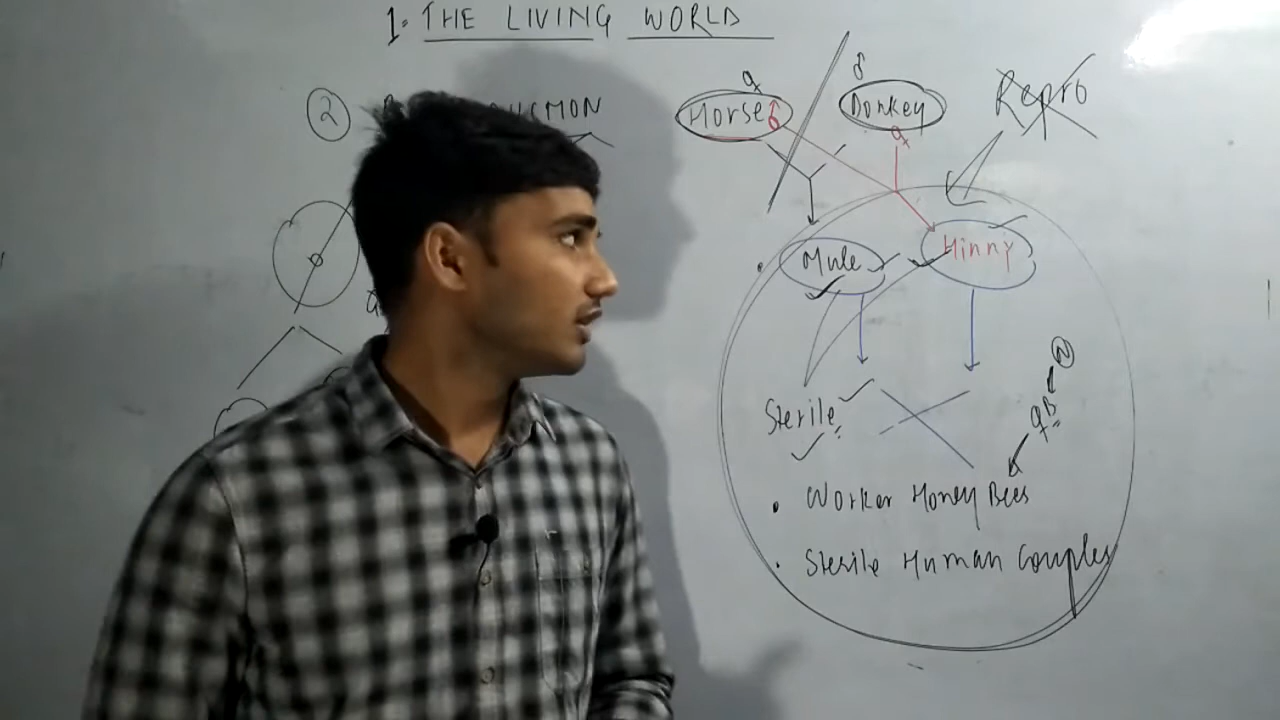 1. THE LIVING WORLD
②
Horse ♀ ♂
Donkey ♂ ♀
Repro
Mule
Hinny
Sterile
N
♀B
• Worker Honey Bees
• Sterile Human Couples